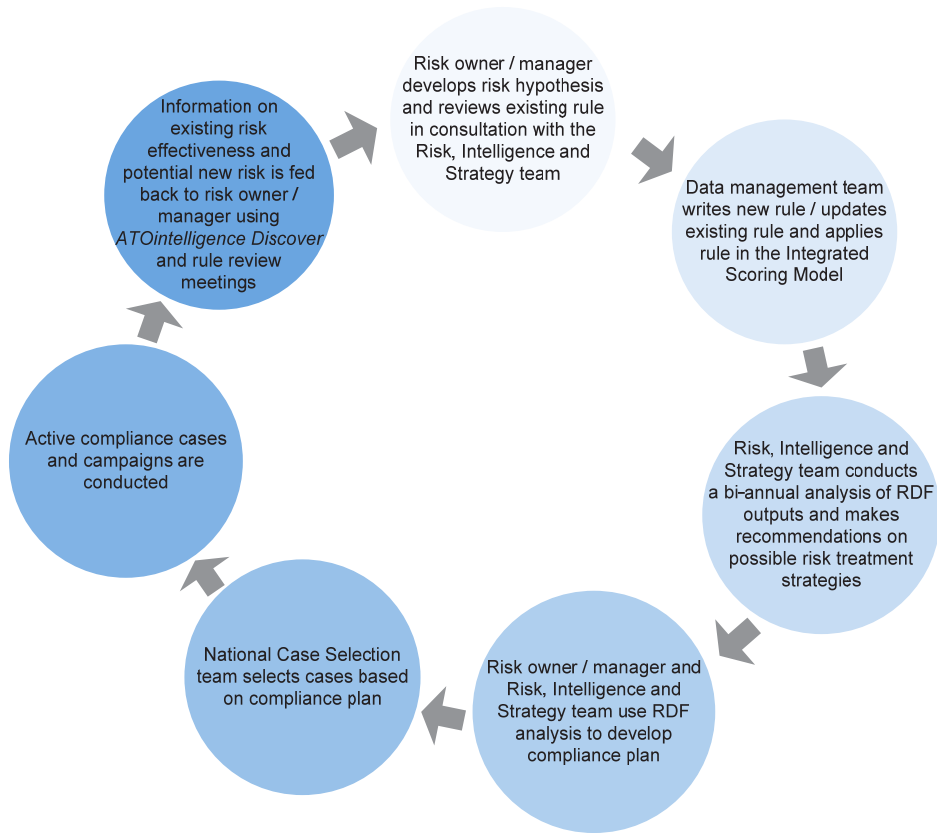 Risk owner / manager
develops risk hypothesis
and reviews existing rule
in consultation with the
Risk, Intelligence and
Strategy team
Data management team
writes new rule / updates
existing rule and applies
rule in the Integrated
Scoring Model
Risk, Intelligence and
Strategy team conducts
a bi–annual analysis of RDF
outputs and makes
recommendations on
possible risk treatment
strategies
Risk owner / manager and
Risk, Intelligence and
Strategy team use RDF
analysis to develop
compliance plan
National Case Selection
team selects cases based
on compliance plan
Active compliance cases
and campaigns are
conducted
Information on
existing risk
effectiveness and
potential new risk is fed
back to risk owner /
manager using
ATOintelligence Discover
and rule review
meetings